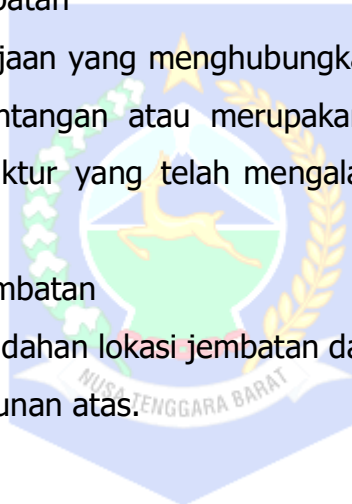 batan
jaan yang menghubungka
ntangan atau merupakan
ktur yang telah mengala
mbatan
dahan lokasi jembatan da
unan atas.
NUSA TENGGARA BARAT